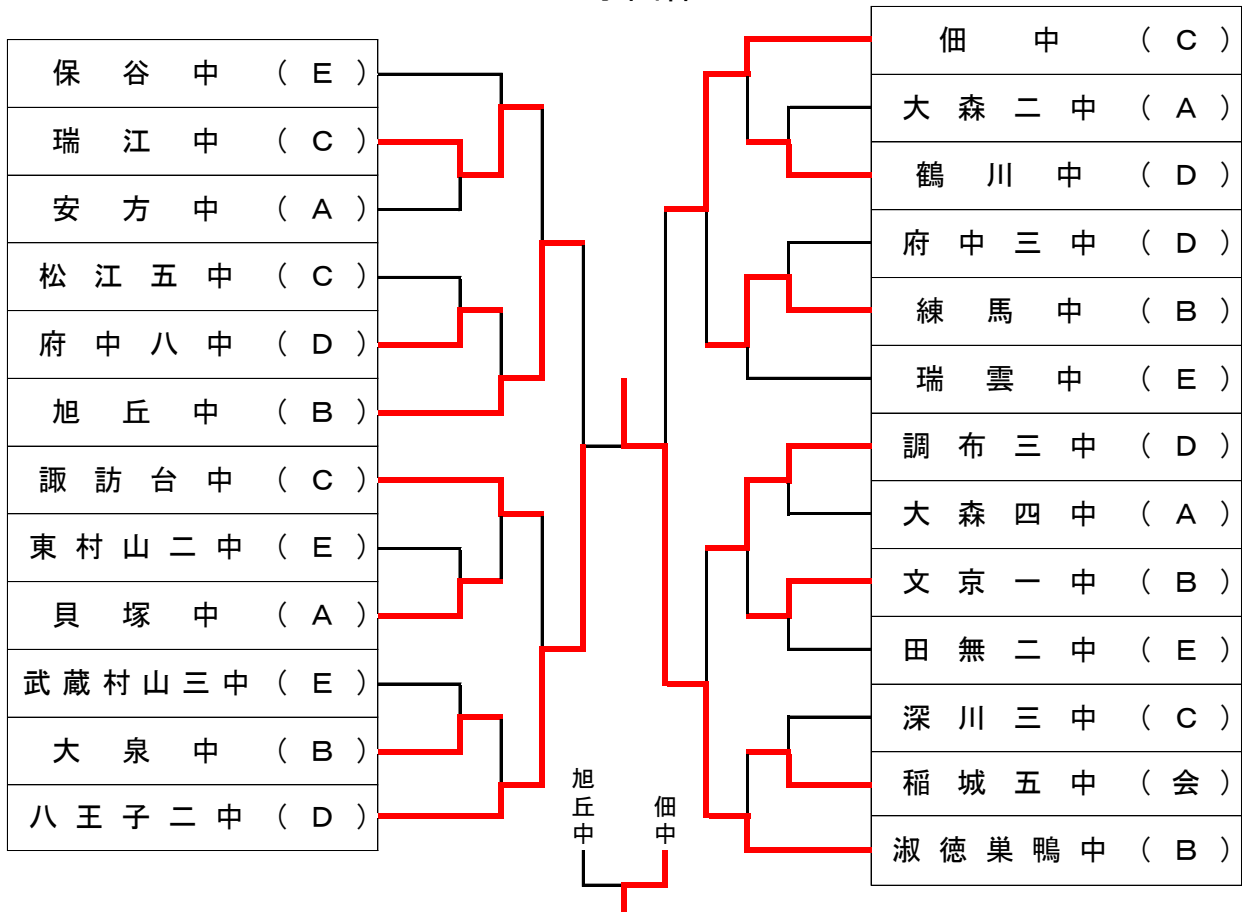 保谷中（E）
瑞江中（C）
安方中（A）
松江五中（C）
府中八中（D）
旭丘中（B）
諏訪台中（C）
東村山二中（E）
貝塚中（A）
武蔵村山三中（E）
大泉中（B）
八王子二中（D）
佃中（C）
大森二中（A）
鶴川中（D）
府中三中（D）
練馬中（B）
瑞雲中（E）
調布三中（D）
大森四中（A）
文京一中（B）
田無二中（E）
深川三中（C）
稲城五中（会）
淑徳巣鴨中（B）
旭丘中
佃中